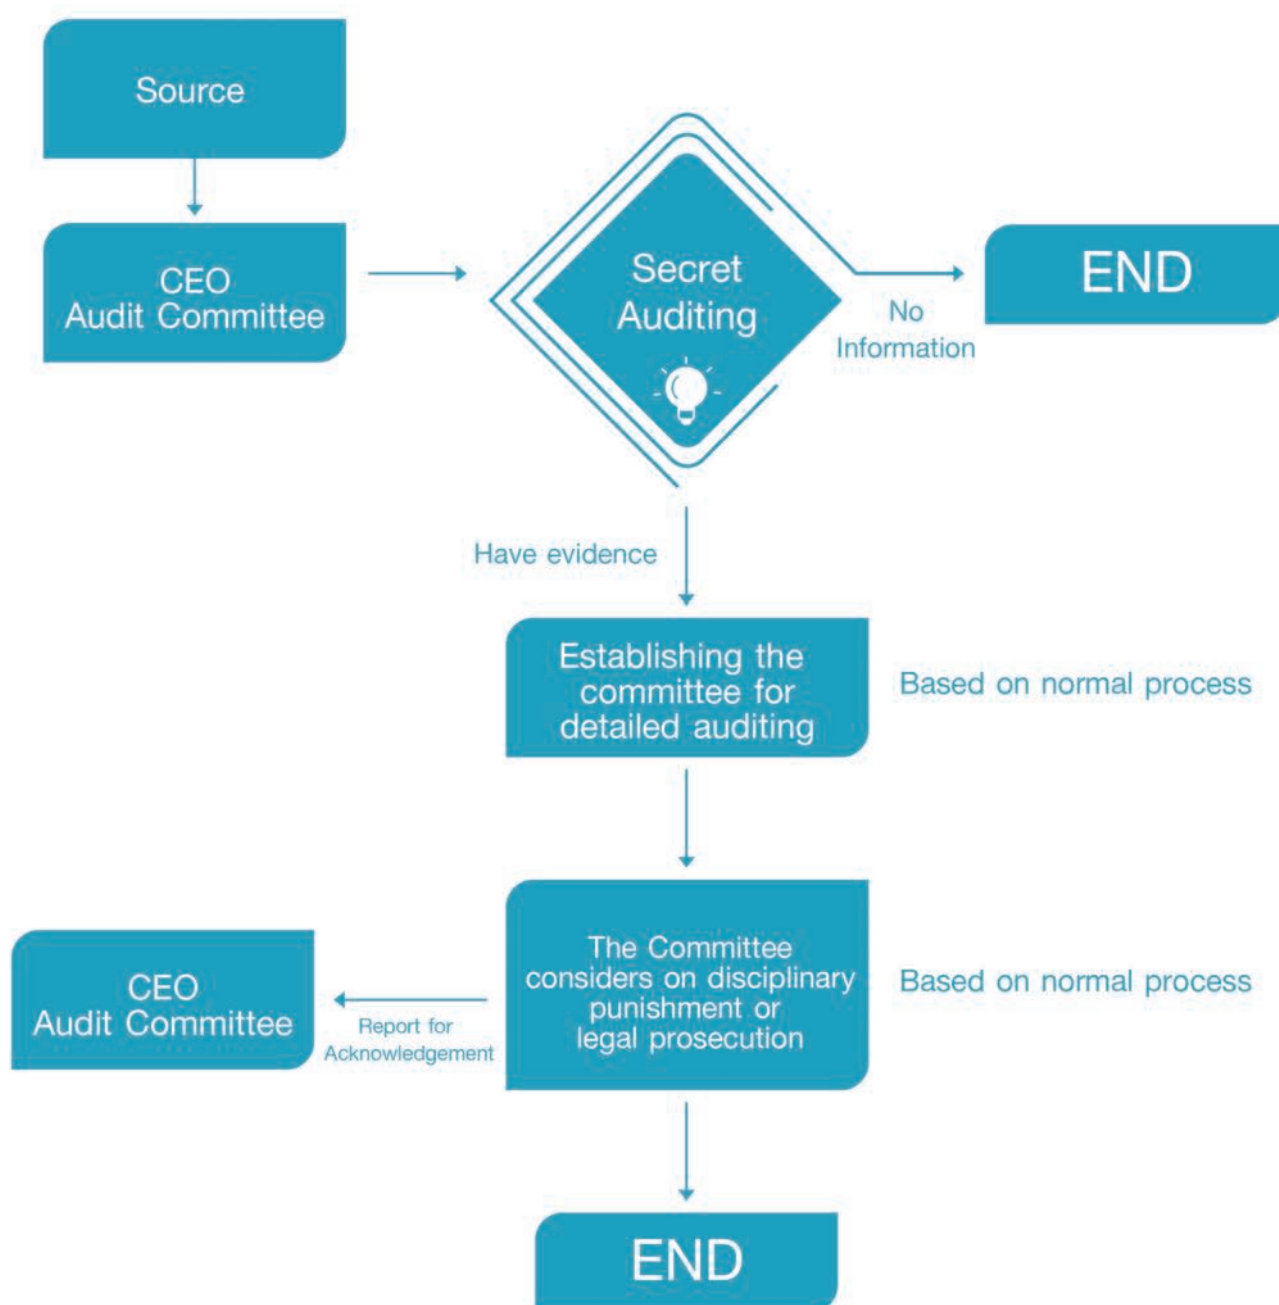 Source
CEO
Audit Committee
Secret
Auditing
No
Information
END
Have evidence
Establishing the
committee for
detailed auditing
Based on normal process
The Committee
considers on disciplinary
punishment or
legal prosecution
Based on normal process
Report for
Acknowledgement
CEO
Audit Committee
END